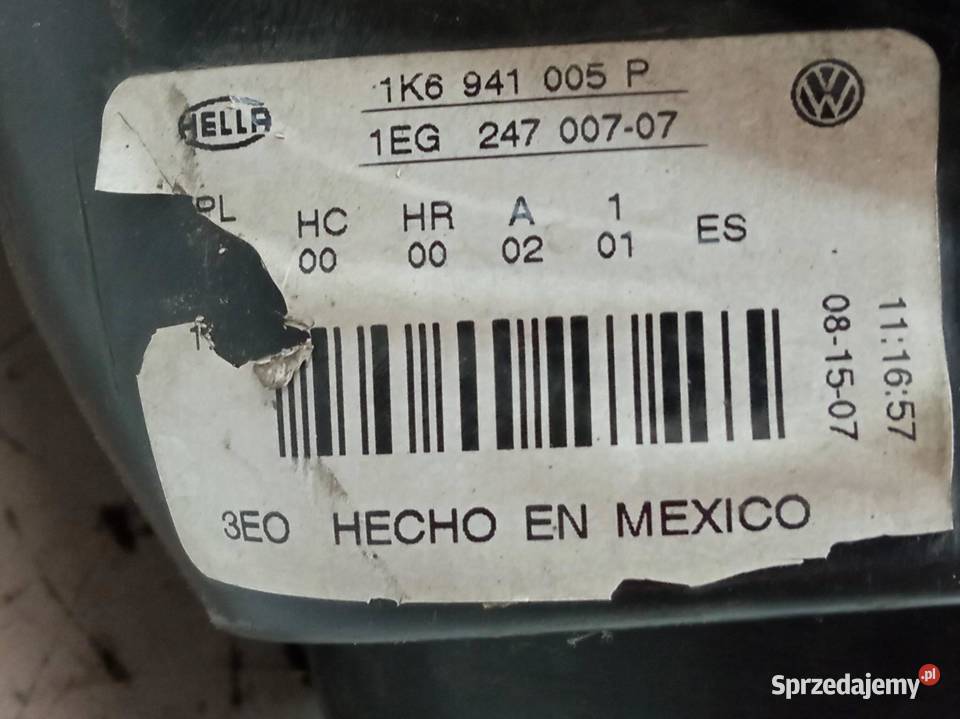 HELLA
1K6 941 005 P
1EG 247 007-07
PL HC HR A 1 ES
00 00 02 01
11:16:57
08-15-07
3EO HECHO EN MEXICO
Sprzedajemy.pl